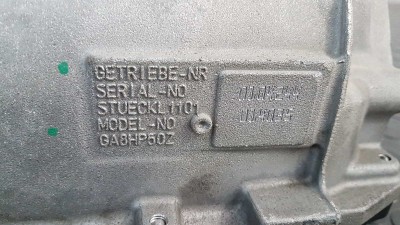 GETRIEBE-NR
SERIAL-NO
STUECKL1101
MODEL-NO
GA8HP50Z